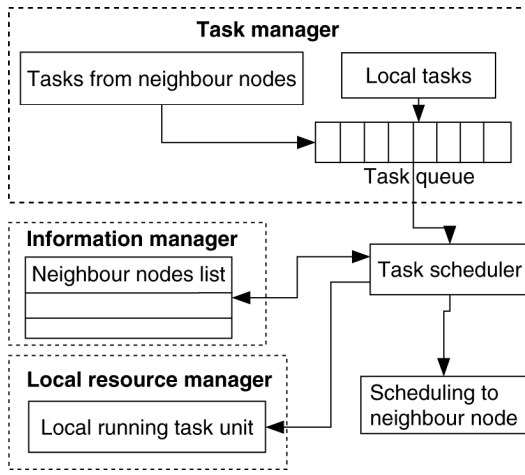 Task manager
Tasks from neighbour nodes
Local tasks
Task queue
Information manager
Neighbour nodes list
Task scheduler
Local resource manager
Local running task unit
Scheduling to
neighbour node